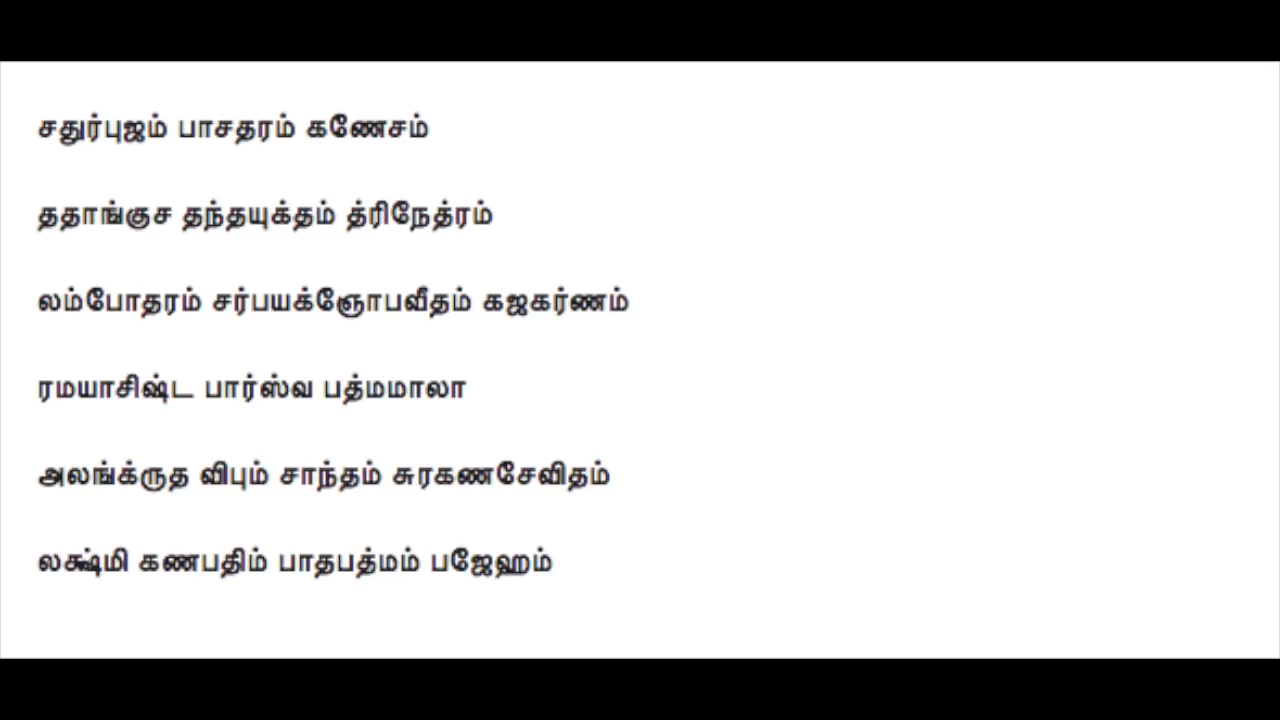 சதுர்புஜம் பாசதரம் கணேசம்
ததாங்குச தந்தயுக்தம் த்ரிநேத்ரம்
லம்போதரம் சர்பயக்ஞோபவீதம் கஜகர்ணம்
ரமயாசிஷ்ட பார்ஸ்வ பத்மமாலா
அலங்க்ருத விபும் சாந்தம் சுரகணசேவிதம்
லக்ஷ்மி கணபதிம் பாதபத்மம் பஜேஹம்